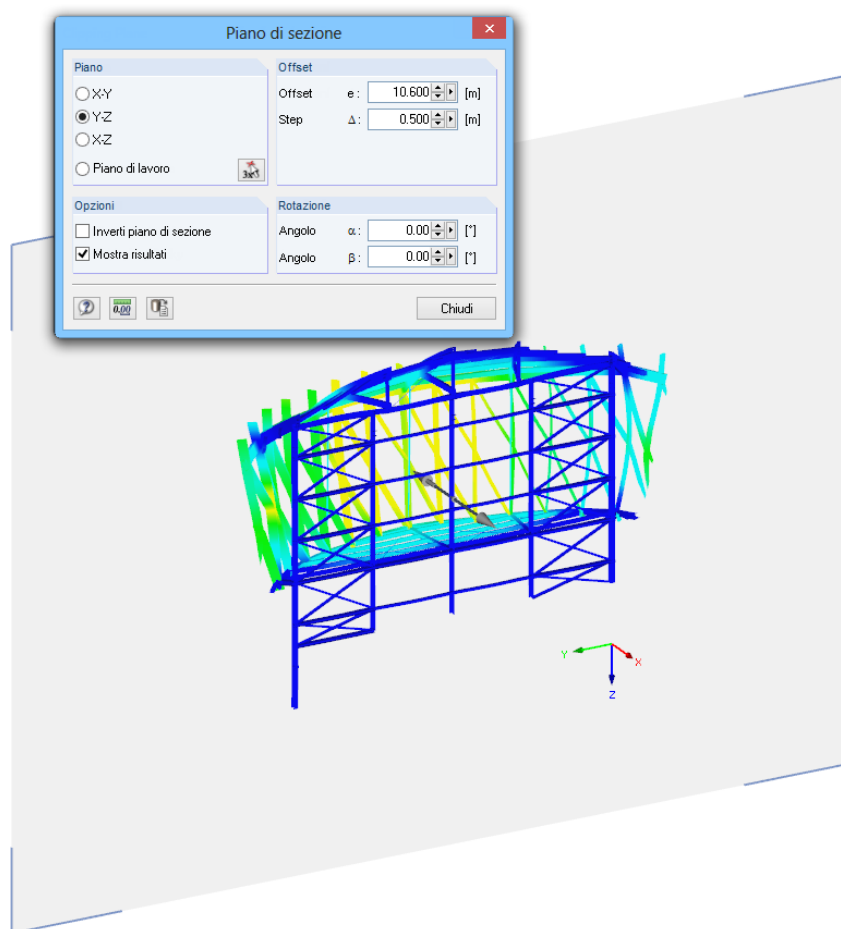 Piano di sezione
Piano
X-Y
Y-Z
X-Z
Piano di lavoro
Offset
Offset e : 10.600 [m]
Step Δ : 0.500 [m]
Opzioni
Inverti piano di sezione
Mostra risultati
Rotazione
Angolo α : 0.00 [°]
Angolo β : 0.00 [°]
0.00
Chiudi
Y
X
Z